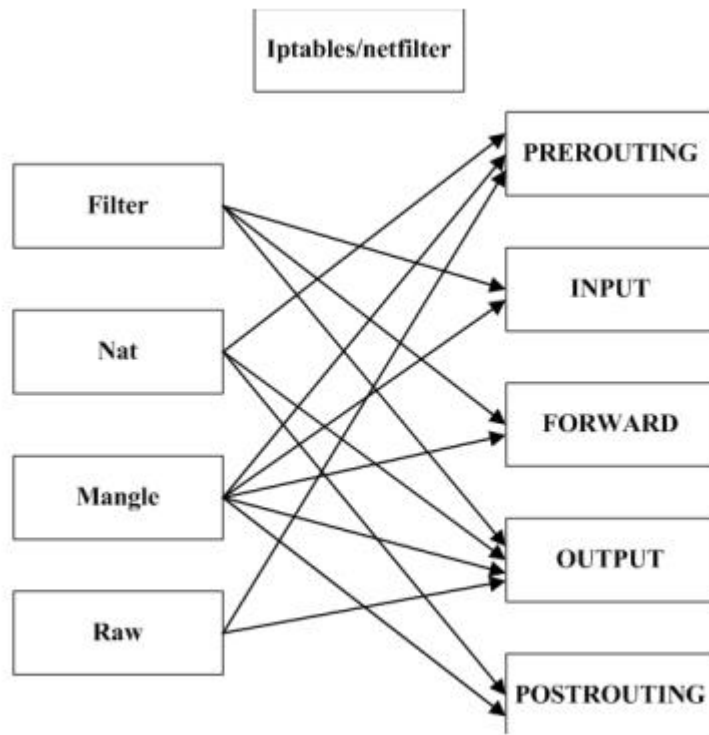 Iptables/netfilter
PREROUTING
Filter
INPUT
Nat
FORWARD
Mangle
OUTPUT
Raw
POSTROUTING